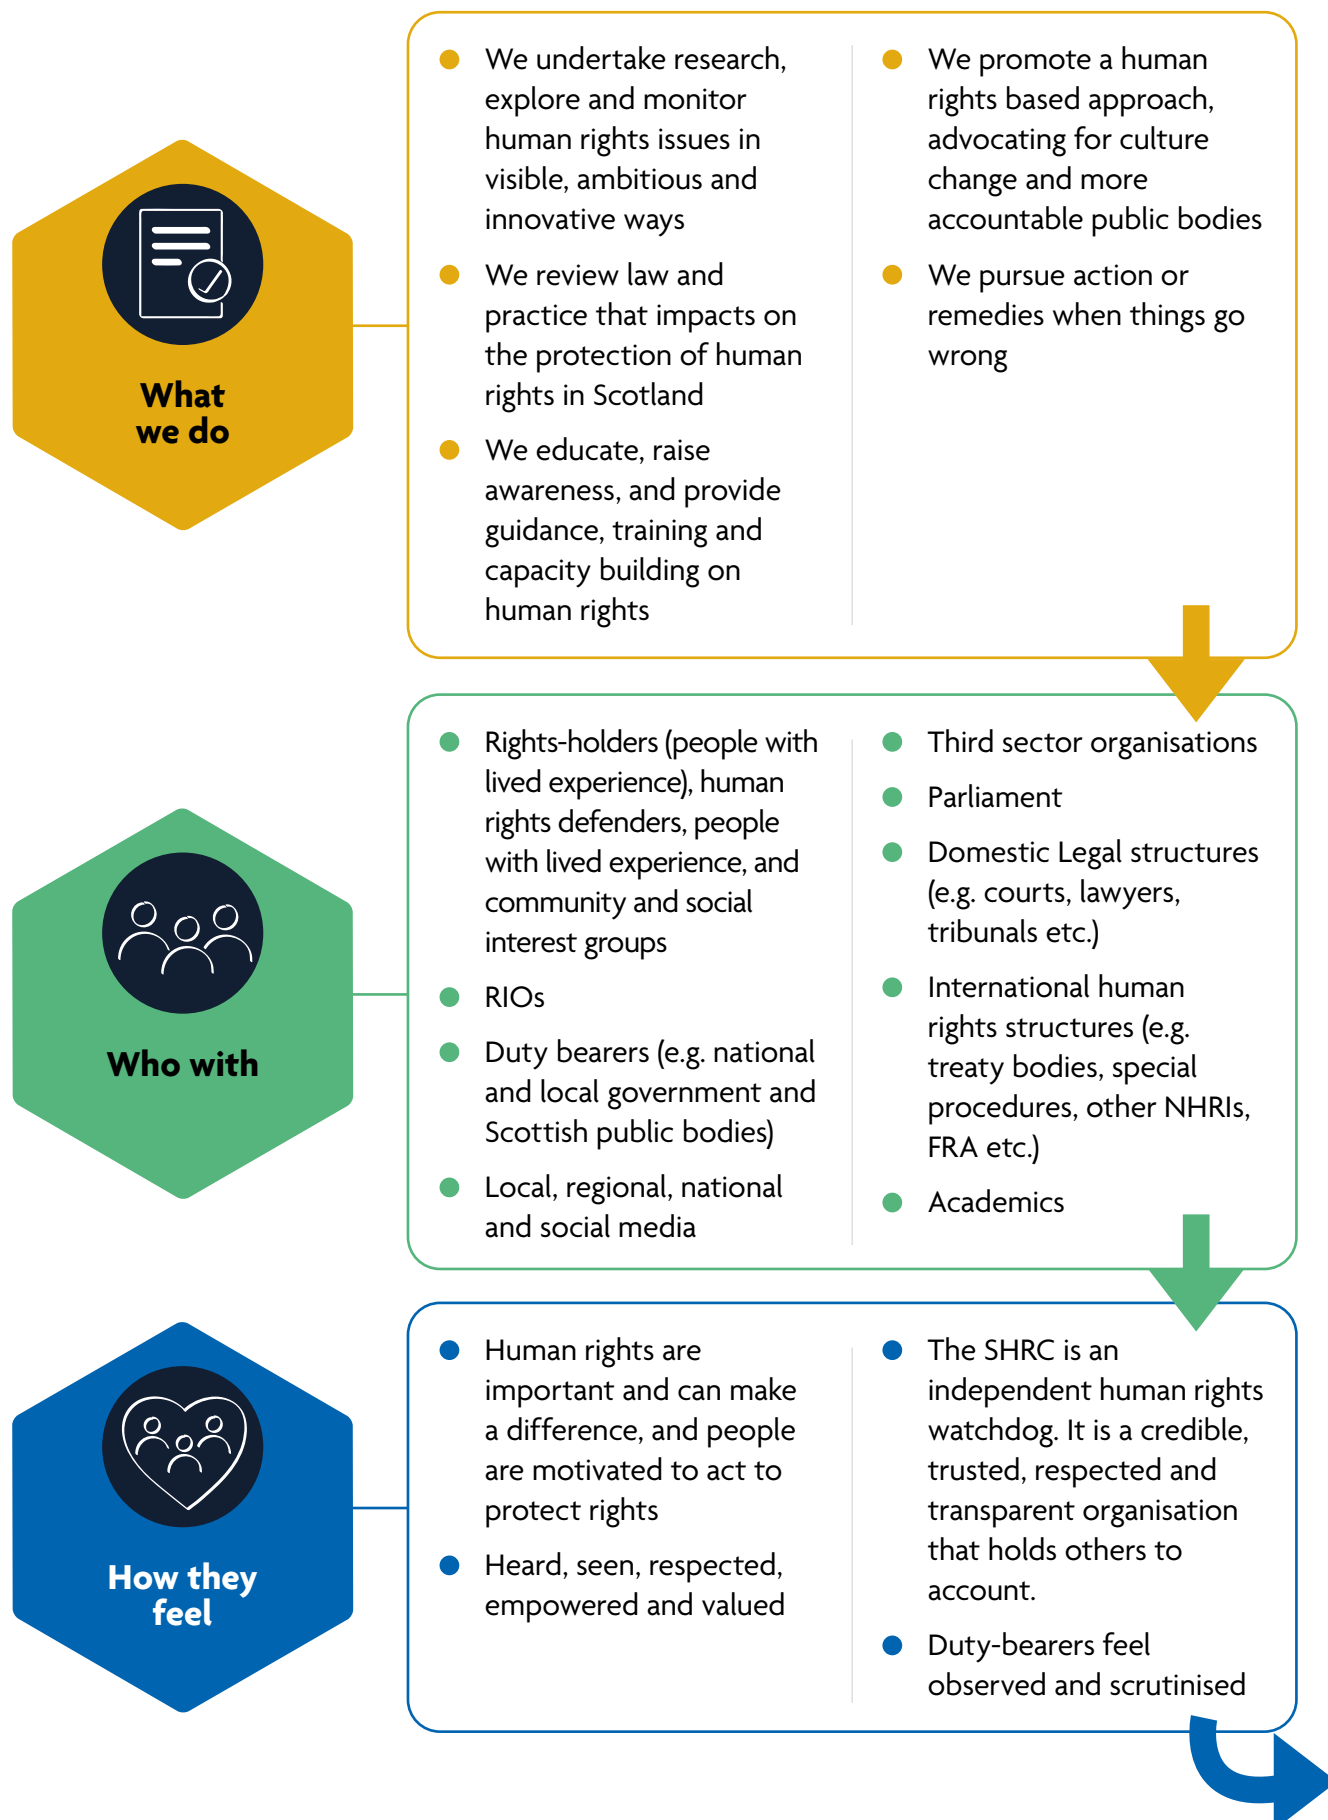 What
we do
We undertake research,
explore and monitor
human rights issues in
visible, ambitious and
innovative ways
We review law and
practice that impacts on
the protection of human
rights in Scotland
We educate, raise
awareness, and provide
guidance, training and
capacity building on
human rights
We promote a human
rights based approach,
advocating for culture
change and more
accountable public bodies
We pursue action or
remedies when things go
wrong
Who with
Rights-holders (people with
lived experience), human
rights defenders, people
with lived experience, and
community and social
interest groups
RIOs
Duty bearers (e.g. national
and local government and
Scottish public bodies)
Local, regional, national
and social media
Third sector organisations
Parliament
Domestic Legal structures
(e.g. courts, lawyers,
tribunals etc.)
International human
rights structures (e.g.
treaty bodies, special
procedures, other NHRIs,
FRA etc.)
Academics
How they
feel
Human rights are
important and can make
a difference, and people
are motivated to act to
protect rights
Heard, seen, respected,
empowered and valued
The SHRC is an
independent human rights
watchdog. It is a credible,
trusted, respected and
transparent organisation
that holds others to
account.
Duty-bearers feel
observed and scrutinised